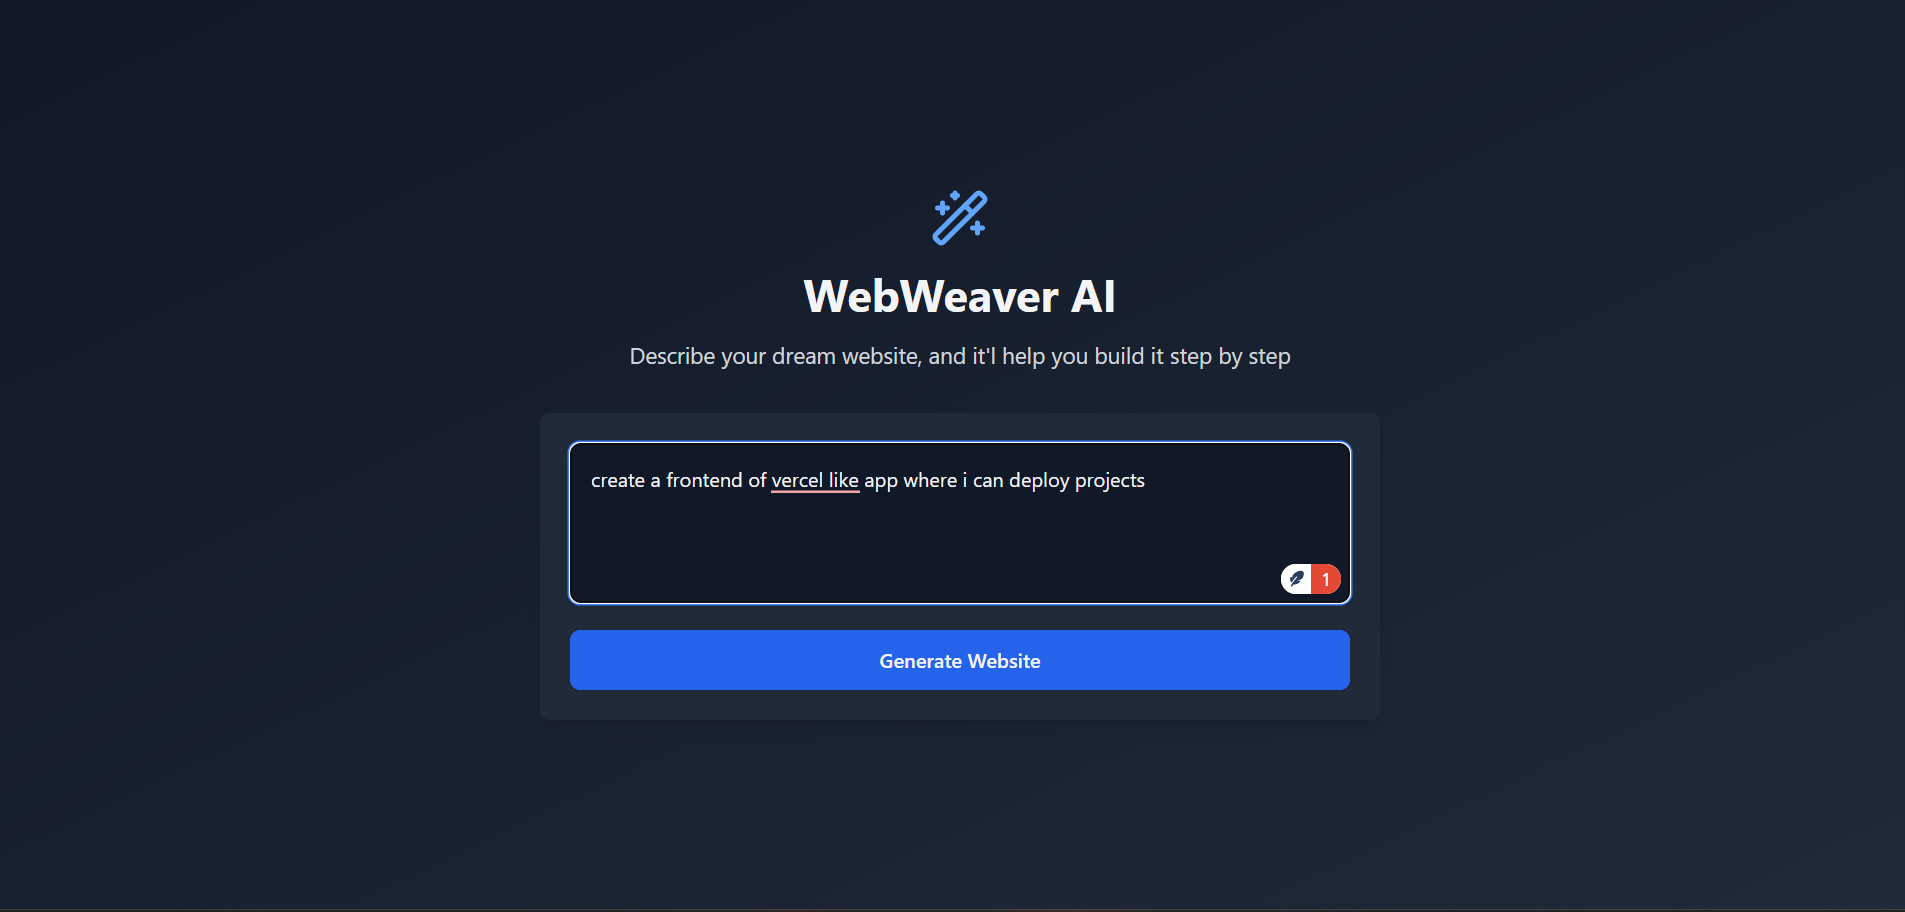 WebWeaver AI
Describe your dream website, and it'l help you build it step by step
create a frontend of vercel like app where i can deploy projects
1
Generate Website